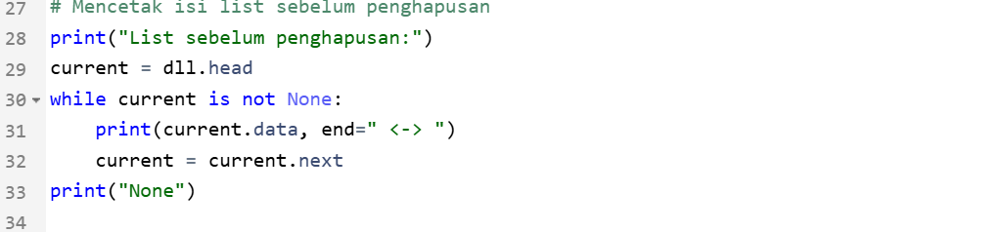 27 # Mencetak isi list sebelum penghapusan
28 print("List sebelum penghapusan:")
29 current = dll.head
30 while current is not None:
31     print(current.data, end=" <-> ")
32     current = current.next
33 print("None")
34